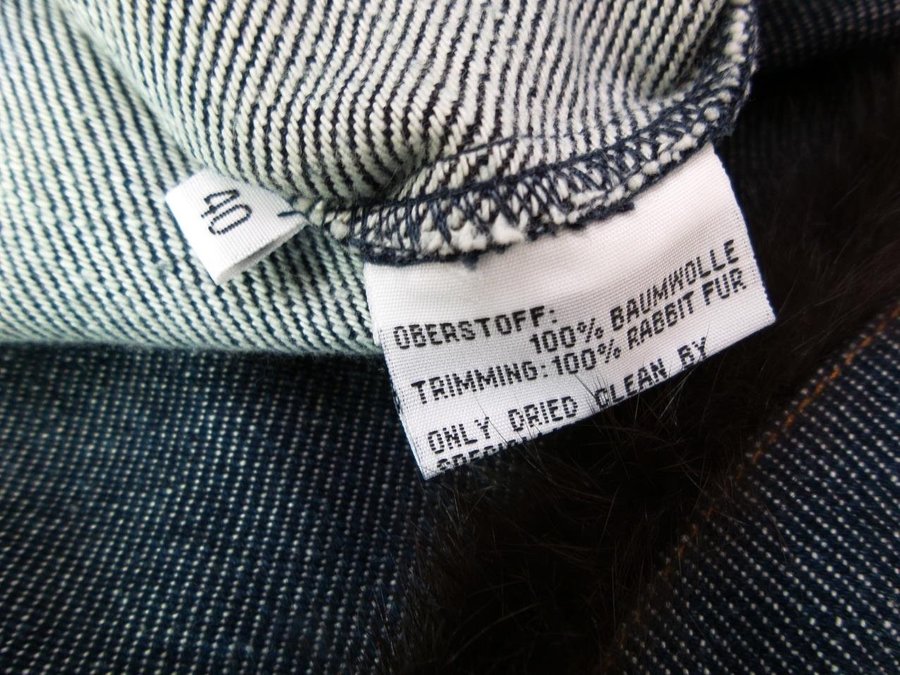 40
OBERSTOFF:
100% BAUMWOLLE
TRIMMING: 100% RABBIT FUR
ONLY DRIED CLEAN BY